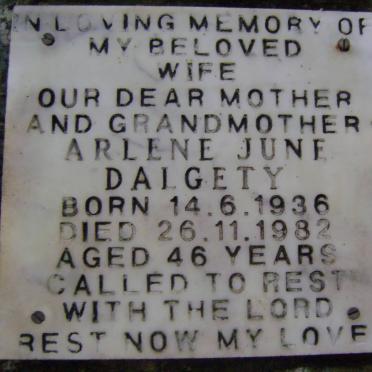 IN LOVING MEMORY OF
MY BELOVED
WIFE
OUR DEAR MOTHER
AND GRANDMOTHER
ARLENE JUNE
DALGETY
BORN 14.6.1936
DIED 26.11.1982
AGED 46 YEARS
CALLED TO REST
WITH THE LORD
REST NOW MY LOVE